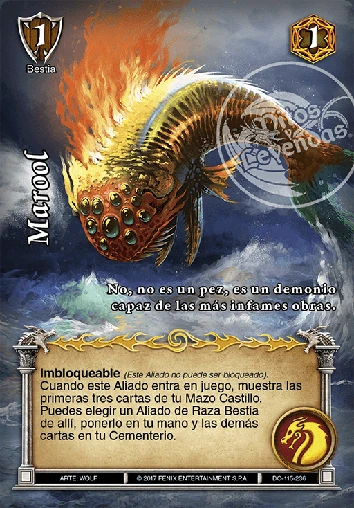 1
1
Bestia
Mitos
y
Leyendas
Marool
No, no es un pez, es un demonio
capaz de las más infames obras.
Imbloqueable (Este Aliado no puede ser bloqueado).
Cuando este Aliado entra en juego, muestra las
primeras tres cartas de tu Mazo Castillo.
Puedes elegir un Aliado de Raza Bestia
de allí, ponerlo en tu mano y las demás
cartas en tu Cementerio.
ARTE: WOLF
© 2017 FENIX ENTERTAINMENT S.P.A.
DO-115-236